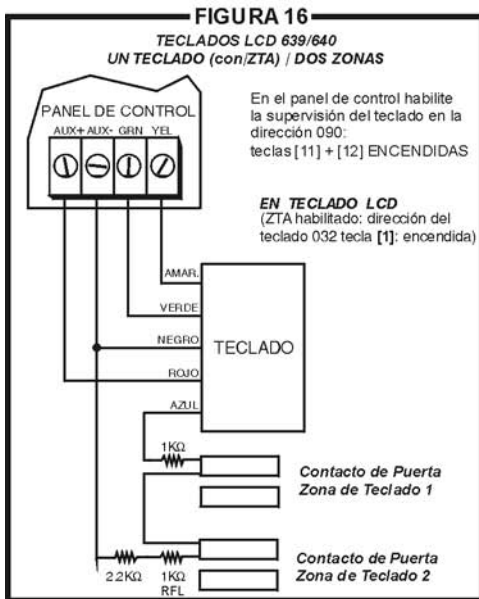 FIGURA 16
TECLADOS LCD 639/640
UN TECLADO (con/ZTA) / DOS ZONAS
PANEL DE CONTROL
AUX+ AUX- GRN YEL
En el panel de control habilite
la supervisión del teclado en la
dirección 090:
teclas [11] + [12] ENCENDIDAS
EN TECLADO LCD
(ZTA habilitado: dirección del
teclado 032 tecla [1]: encendida)
AMAR.
VERDE
NEGRO
ROJO
AZUL
TECLADO
1KΩ
Contacto de Puerta
Zona de Teclado 1
2.2KΩ
1KΩ
RFL
Contacto de Puerta
Zona de Teclado 2